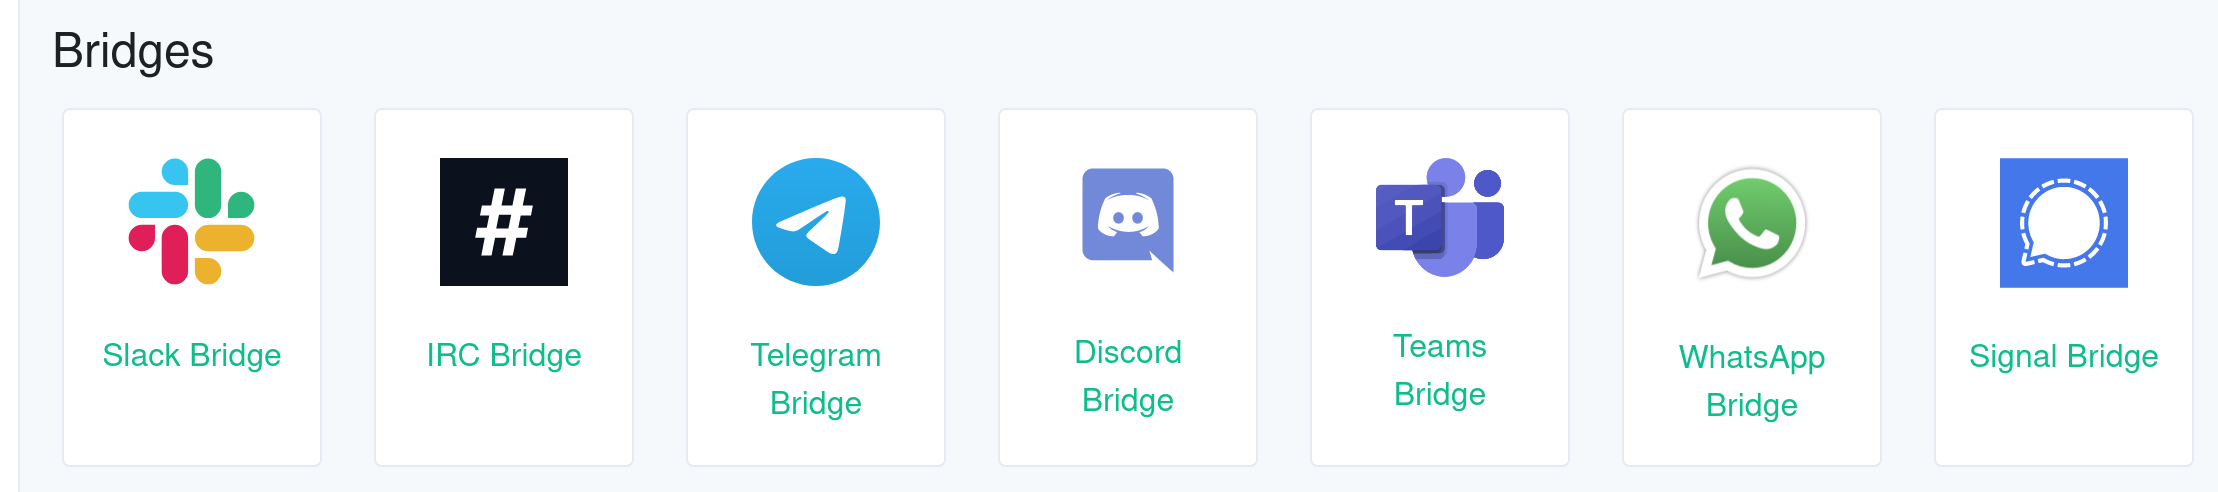 Bridges
#
T
Slack Bridge
IRC Bridge
Telegram
Bridge
Discord
Bridge
Teams
Bridge
WhatsApp
Bridge
Signal Bridge